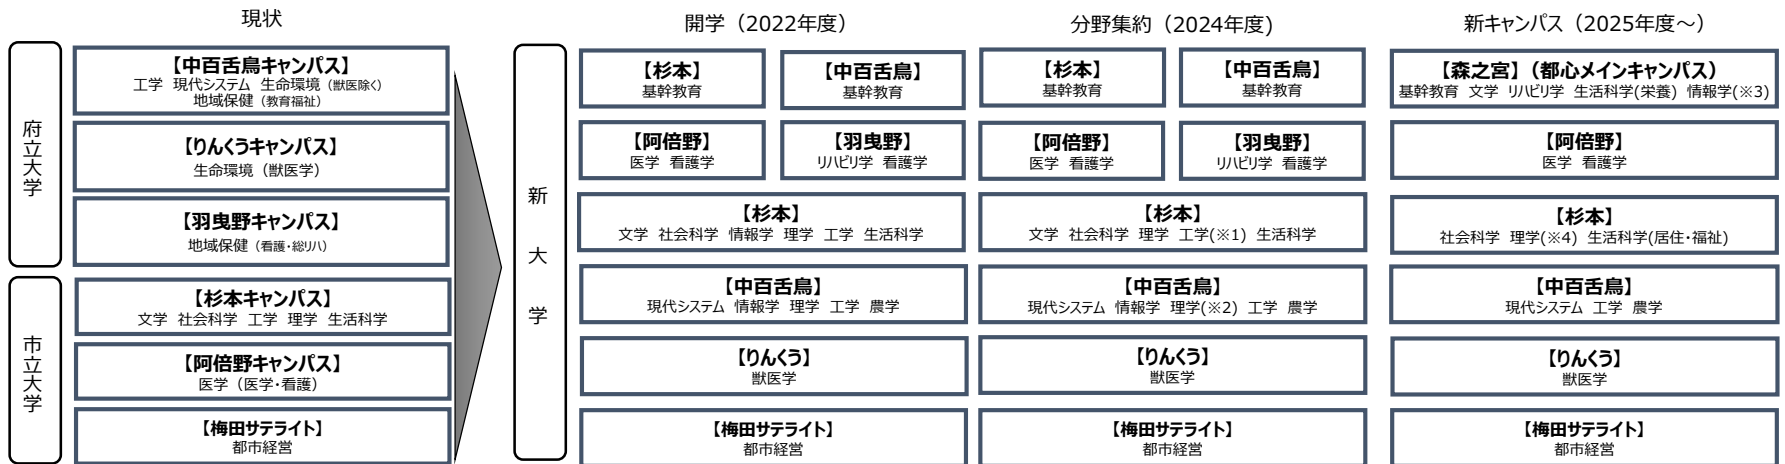 現状
府立大学
【中百舌鳥キャンパス】
工学 現代システム 生命環境（獣医除く）
地域保健（教育福祉）
【りんくうキャンパス】
生命環境（獣医学）
【羽曳野キャンパス】
地域保健（看護・総リハ）
市立大学
【杉本キャンパス】
文学 社会科学 工学 理学 生活科学
【阿倍野キャンパス】
医学（医学・看護）
【梅田サテライト】
都市経営
新大学
開学（2022年度）
【杉本】
基幹教育
【中百舌鳥】
基幹教育
【阿倍野】
医学 看護学
【羽曳野】
リハビリ学 看護学
【杉本】
文学 社会科学 情報学 理学 工学 生活科学
【中百舌鳥】
現代システム 情報学 理学 工学 農学
【りんくう】
獣医学
【梅田サテライト】
都市経営
分野集約（2024年度)
【杉本】
基幹教育
【中百舌鳥】
基幹教育
【阿倍野】
医学 看護学
【羽曳野】
リハビリ学 看護学
【杉本】
文学 社会科学 理学 工学(※1) 生活科学
【中百舌鳥】
現代システム 情報学 理学(※2) 工学 農学
【りんくう】
獣医学
【梅田サテライト】
都市経営
新キャンパス（2025年度～）
【森之宮】（都心メインキャンパス）
基幹教育 文学 リハビリ学 生活科学(栄養) 情報学(※3)
【阿倍野】
医学 看護学
【杉本】
社会科学 理学(※4) 生活科学(居住・福祉)
【中百舌鳥】
現代システム 工学 農学
【りんくう】
獣医学
【梅田サテライト】
都市経営